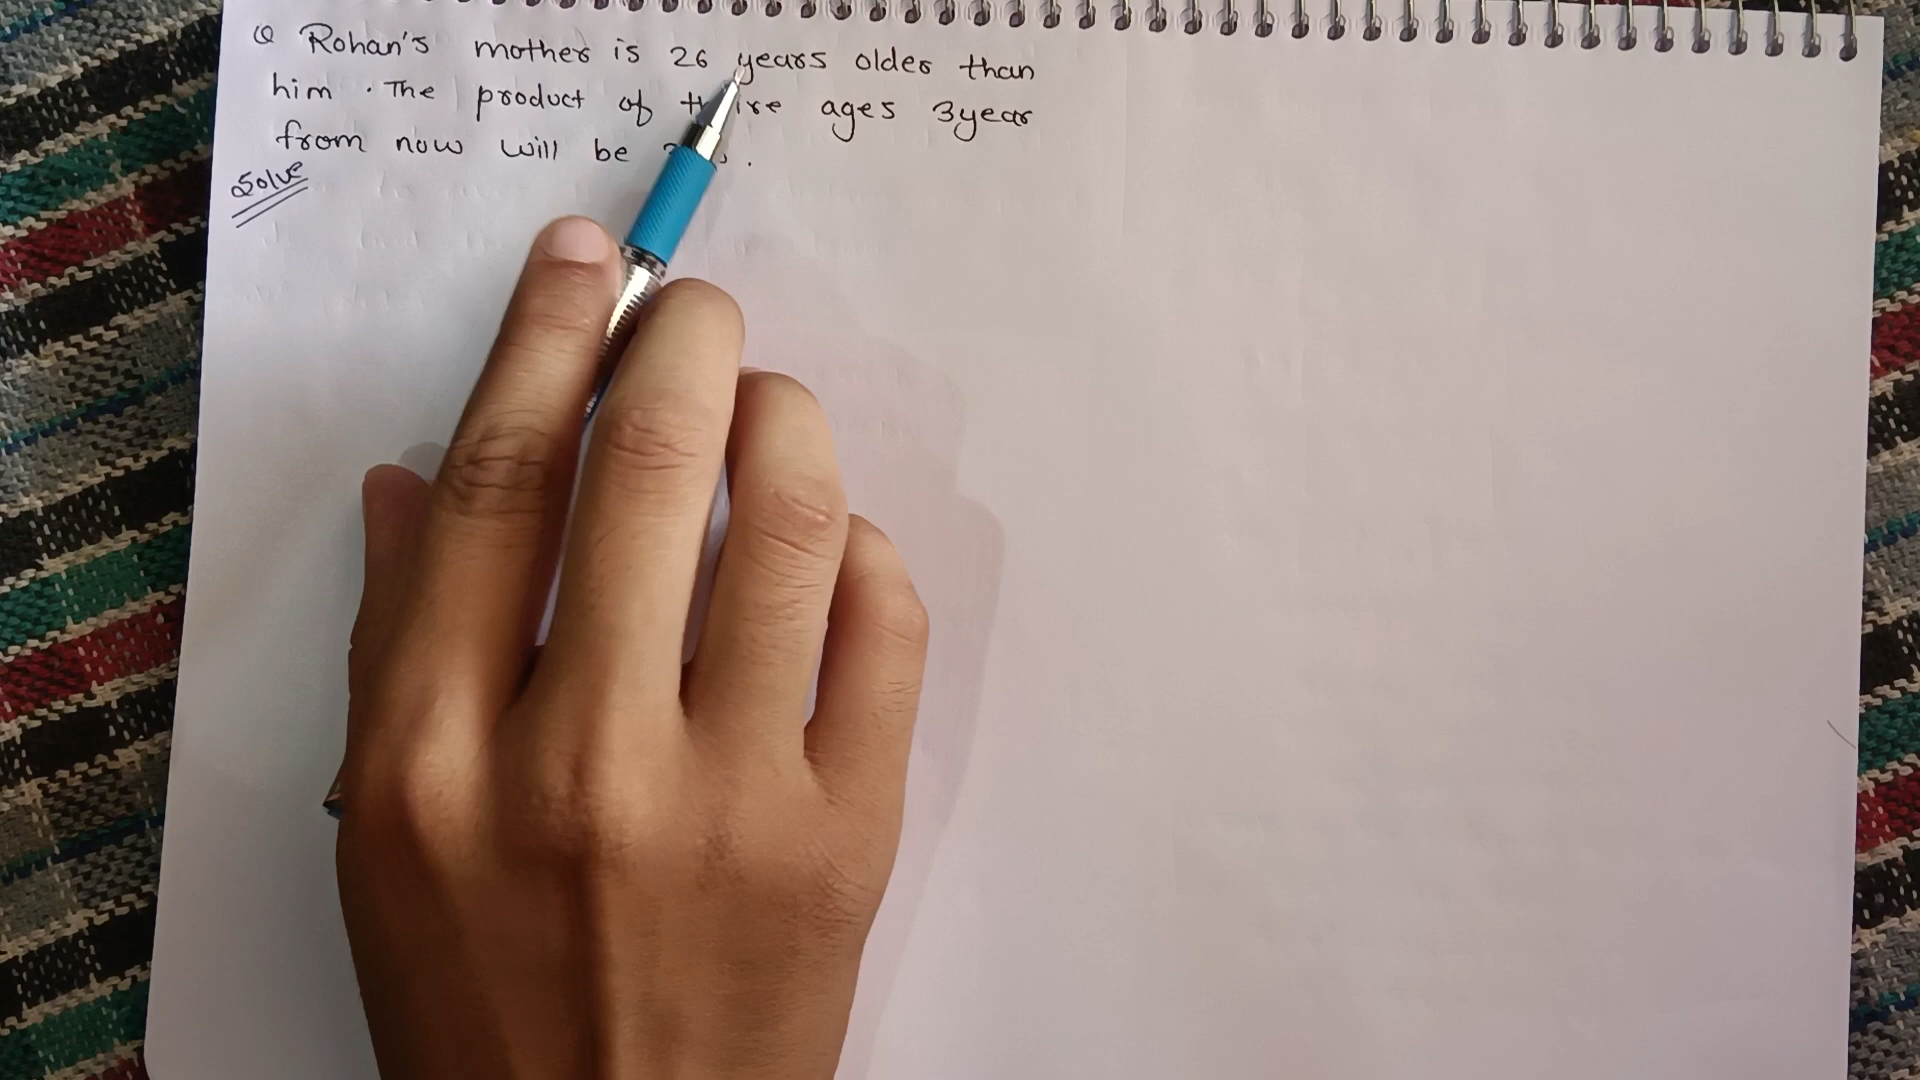 Q Rohan's mother is 26 years older than
him . The product of ages 3year
from now will be .
Solve